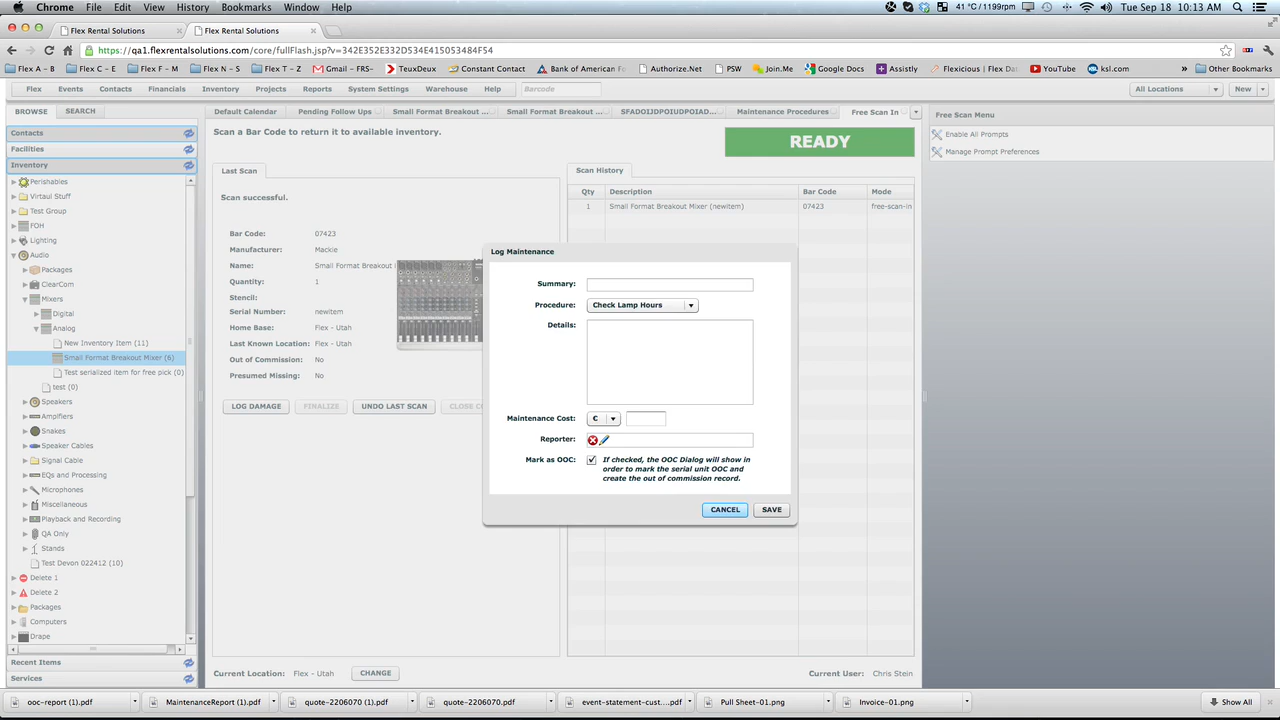 Chrome File Edit View History Bookmarks Window Help
41 °C / 1199rpm Tue Sep 18 10:13 AM
Flex Rental Solutions
Flex Rental Solutions
https://qa1.flexrentalsolutions.com/core/fullFlash.jsp?v=342E352E332D534E415053484F54
Flex A - B Flex C - E Flex F - M Flex N - S Flex T - Z Gmail - FRS- TeuxDeux Constant Contact Bank of American F... Authorize.Net PSW Join.Me Google Docs Assistly Flexicious / Flex Dat... YouTube ksl.com » Other Bookmarks
Flex Events Contacts Financials Inventory Projects Reports System Settings Warehouse Help Barcode All Locations New
BROWSE SEARCH
Contacts
Facilities
Inventory
Perishables
Virtaul Stuff
Test Group
FOH
Lighting
Audio
Packages
ClearCom
Mixers
Digital
Analog
New Inventory Item (11)
Small Format Breakout Mixer (6)
Test serialized item for free pick (0)
test (0)
Speakers
Ampifiers
Snakes
Speaker Cables
Signal Cable
EQs and Processing
Microphones
Miscellaneous
Playback and Recording
QA Only
Stands
Test Devon 022412 (10)
Delete 1
Delete 2
Packages
Computers
Drape
Recent Items
Services
Default Calendar Pending Follow Ups Small Format Breakout ... Small Format Breakout ... SFADOIJDPOIUDPOIAD... Maintenance Procedures Free Scan In
Scan a Bar Code to return it to available inventory.
READY
Last Scan
Scan successful.
Bar Code: 07423
Manufacturer: Mackie
Name: Small Format Breakout
Quantity: 1
Stencil:
Serial Number: newitem
Home Base: Flex - Utah
Last Known Location: Flex - Utah
Out of Commission: No
Presumed Missing: No
LOG DAMAGE FINALIZE UNDO LAST SCAN CLOSE
Scan History
Qty Description Bar Code Mode
1 Small Format Breakout Mixer (newitem) 07423 free-scan-in
Log Maintenance
Summary:
Procedure: Check Lamp Hours
Details:
Maintenance Cost: €
Reporter:
Mark as OOC: If checked, the OOC Dialog will show in
order to mark the serial unit OOC and
create the out of commission record.
CANCEL SAVE
Current Location: Flex - Utah CHANGE
Current User: Chris Stein
Free Scan Menu
Enable All Prompts
Manage Prompt Preferences
ooc-report (1).pdf MaintenanceReport (1).pdf quote-2206070 (1).pdf quote-2206070.pdf event-statement-cust....pdf Pull Sheet-01.png Invoice-01.png Show All